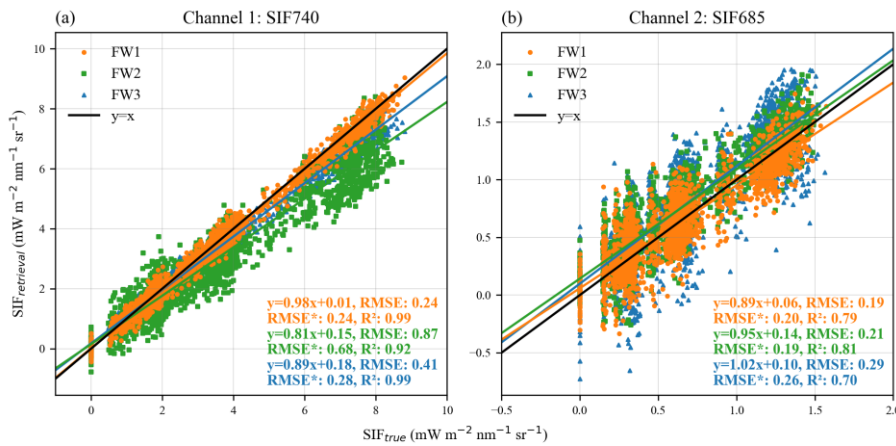 (a) Channel 1: SIF740
10
8
6
4
2
0
FW1
FW2
FW3
y=x
y=0.98x+0.01, RMSE: 0.24
RMSE*: 0.24, R²: 0.99
y=0.81x+0.15, RMSE: 0.87
RMSE*: 0.68, R²: 0.92
y=0.89x+0.18, RMSE: 0.41
RMSE*: 0.28, R²: 0.99
0 2 4 6 8 10
SIFretrieval (mW m⁻² nm⁻¹ sr⁻¹)
(b) Channel 2: SIF685
2.0
1.5
1.0
0.5
0.0
−0.5
FW1
FW2
FW3
y=x
y=0.89x+0.06, RMSE: 0.19
RMSE*: 0.20, R²: 0.79
y=0.95x+0.14, RMSE: 0.21
RMSE*: 0.19, R²: 0.81
y=1.02x+0.10, RMSE: 0.29
RMSE*: 0.26, R²: 0.70
−0.5 0.0 0.5 1.0 1.5 2.0
SIFtrue (mW m⁻² nm⁻¹ sr⁻¹)